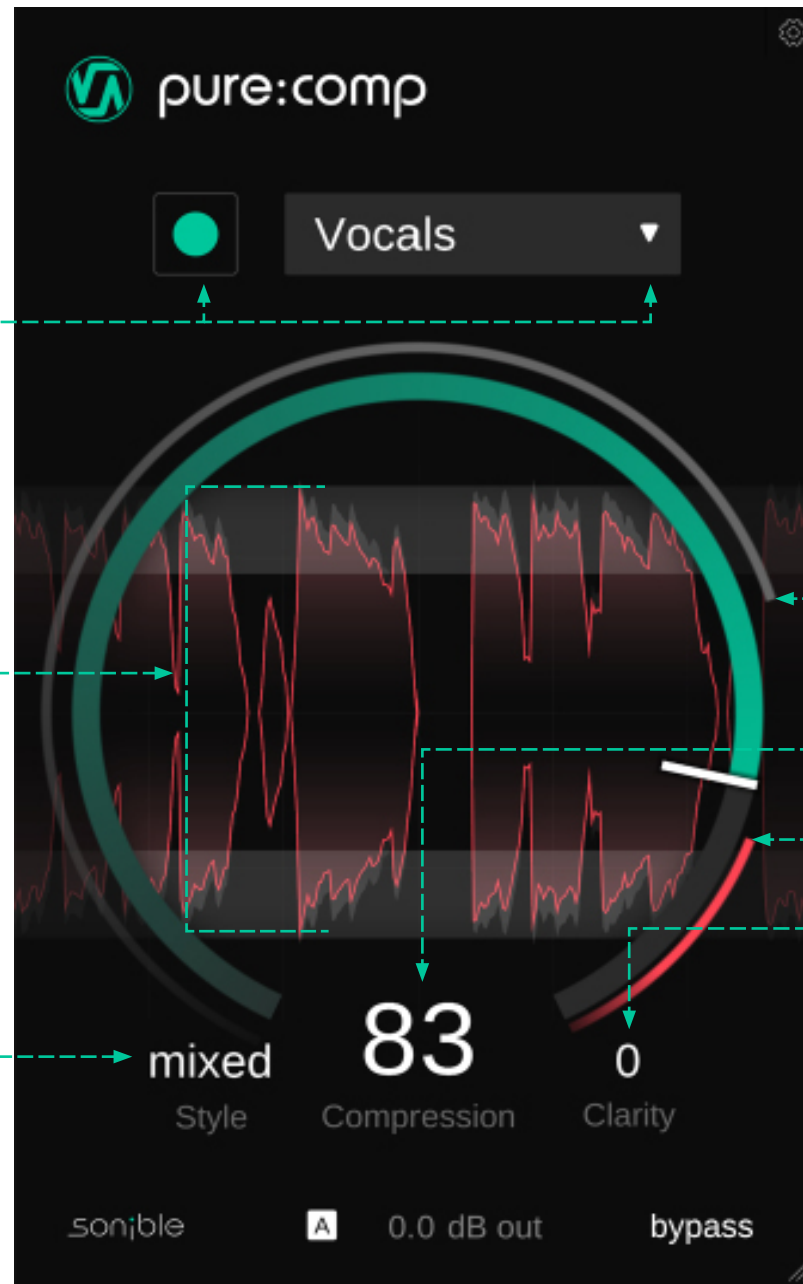 pure:comp
Vocals
mixed 83 0
Style Compression Clarity
sonible A 0.0 dB out bypass